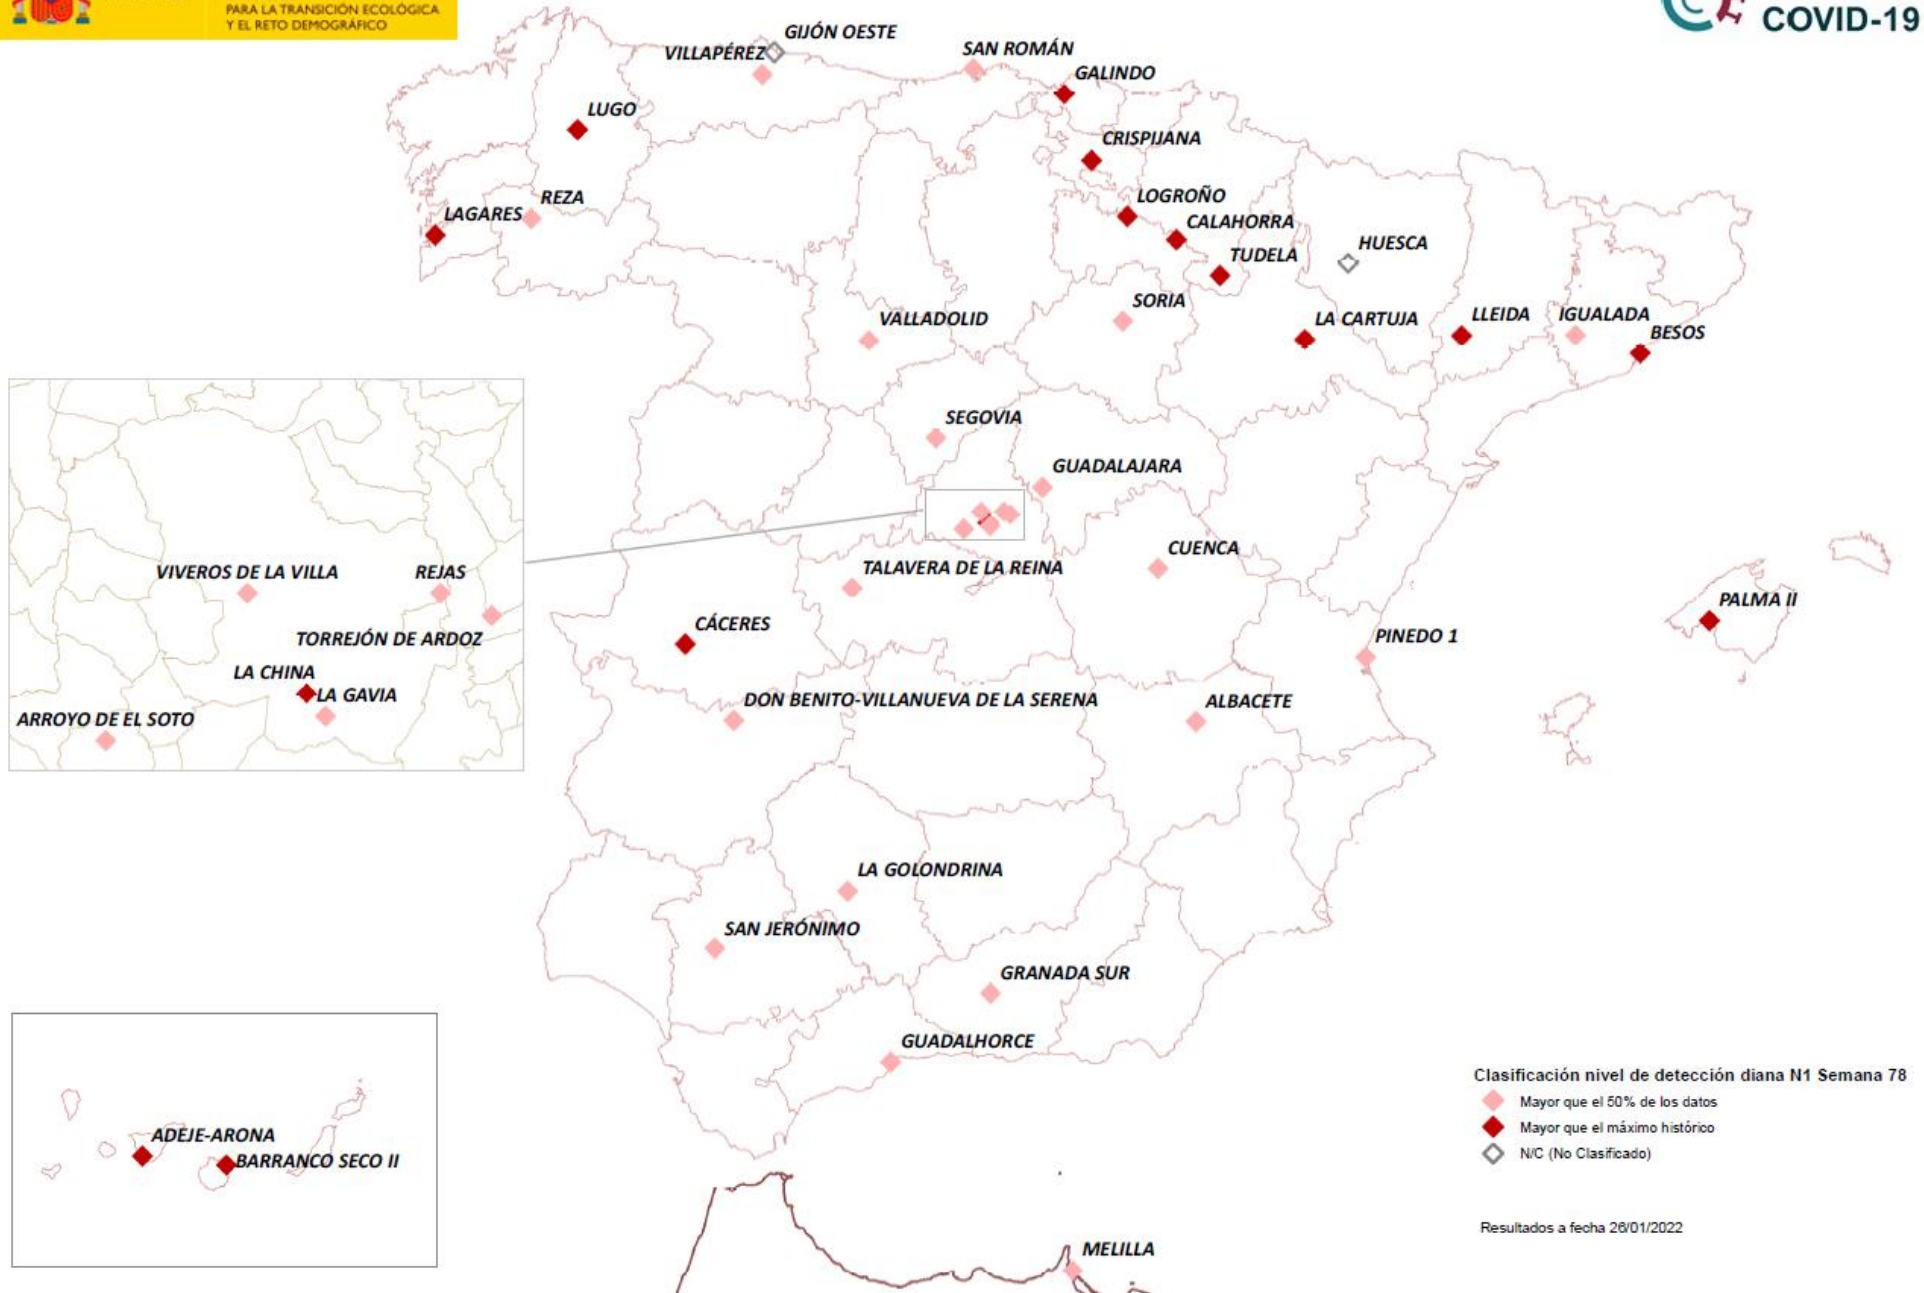 PARA LA TRANSICIÓN ECOLÓGICA
Y EL RETO DEMOGRÁFICO
COVID-19
GIJÓN OESTE
VILLAPÉREZ
SAN ROMÁN
GALINDO
LUGO
CRISPIJANA
REZA
LAGARES
LOGROÑO
CALAHORRA
TUDELA
HUESCA
SORIA
VALLADOLID
LA CARTUJA
LLEIDA
IGUALADA
BESOS
SEGOVIA
GUADALAJARA
CUENCA
TALAVERA DE LA REINA
VIVEROS DE LA VILLA
REJAS
TORREJÓN DE ARDOZ
LA CHINA
LA GAVIA
ARROYO DE EL SOTO
CÁCERES
PALMA II
PINEDO 1
DON BENITO-VILLANUEVA DE LA SERENA
ALBACETE
LA GOLONDRINA
SAN JERÓNIMO
GRANADA SUR
GUADALHORCE
ADEJE-ARONA
BARRANCO SECO II
MELILLA
Clasificación nivel de detección diana N1 Semana 78
Mayor que el 50% de los datos
Mayor que el máximo histórico
N/C (No Clasificado)
Resultados a fecha 26/01/2022